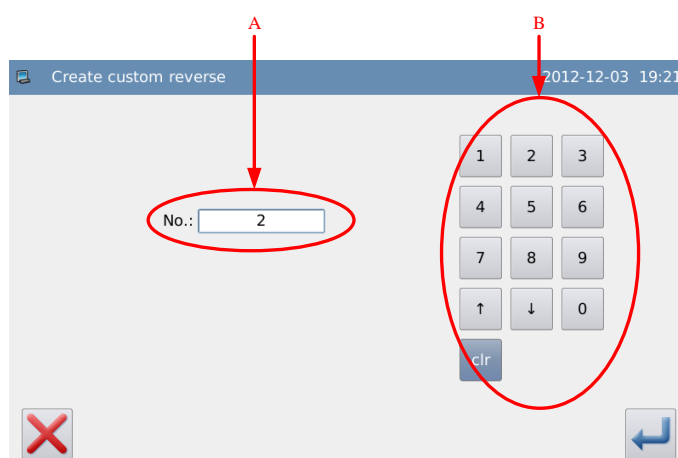 A B
Create custom reverse 2012-12-03 19:21
1 2 3
No.: 2
4 5 6
7 8 9
↑ ↓ 0
clr